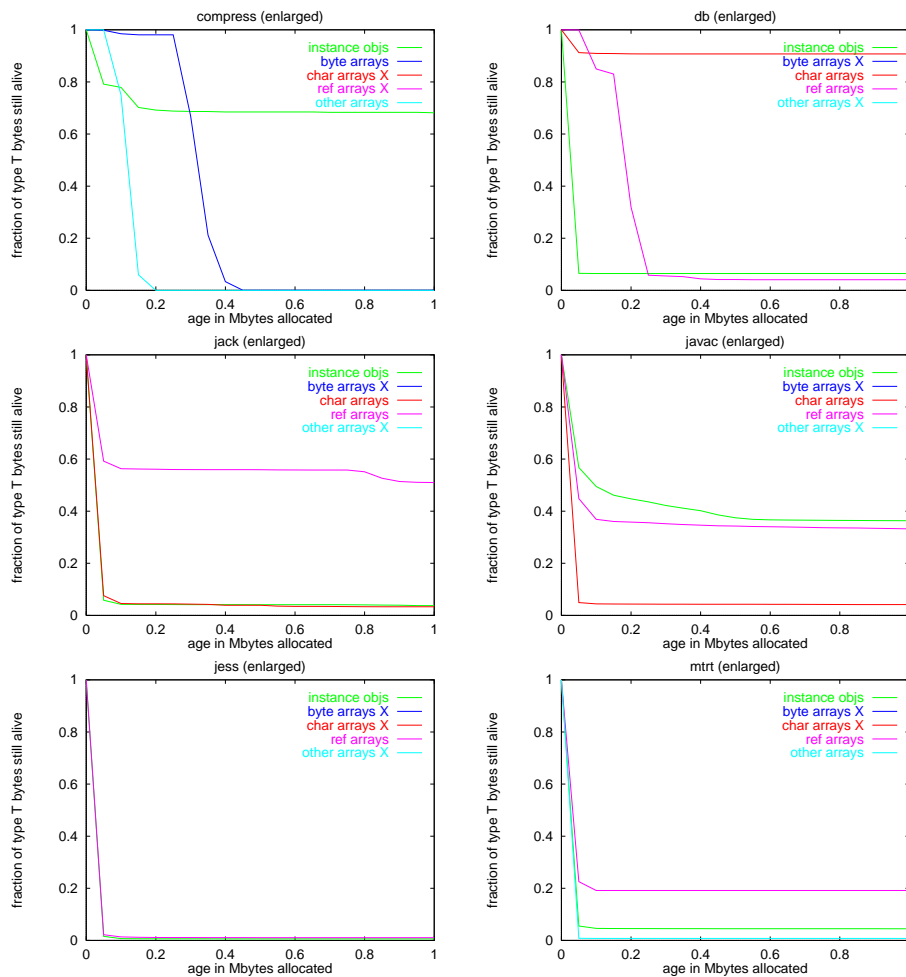 compress (enlarged)
fraction of type T bytes still alive
1
0.8
0.6
0.4
0.2
0
0 0.2 0.4 0.6 0.8 1
age in Mbytes allocated
instance objs
byte arrays
char arrays X
ref arrays X
other arrays
db (enlarged)
fraction of type T bytes still alive
1
0.8
0.6
0.4
0.2
0
0 0.2 0.4 0.6 0.8
age in Mbytes allocated
instance objs
byte arrays X
char arrays
ref arrays
other arrays X
jack (enlarged)
fraction of type T bytes still alive
1
0.8
0.6
0.4
0.2
0
0 0.2 0.4 0.6 0.8 1
age in Mbytes allocated
instance objs
byte arrays X
char arrays
ref arrays
other arrays X
javac (enlarged)
fraction of type T bytes still alive
1
0.8
0.6
0.4
0.2
0
0 0.2 0.4 0.6 0.8
age in Mbytes allocated
instance objs
byte arrays X
char arrays
ref arrays
other arrays X
jess (enlarged)
fraction of type T bytes still alive
1
0.8
0.6
0.4
0.2
0
0 0.2 0.4 0.6 0.8 1
age in Mbytes allocated
instance objs
byte arrays X
char arrays X
ref arrays
other arrays X
mtrt (enlarged)
fraction of type T bytes still alive
1
0.8
0.6
0.4
0.2
0
0 0.2 0.4 0.6 0.8
age in Mbytes allocated
instance objs
byte arrays X
char arrays X
ref arrays
other arrays